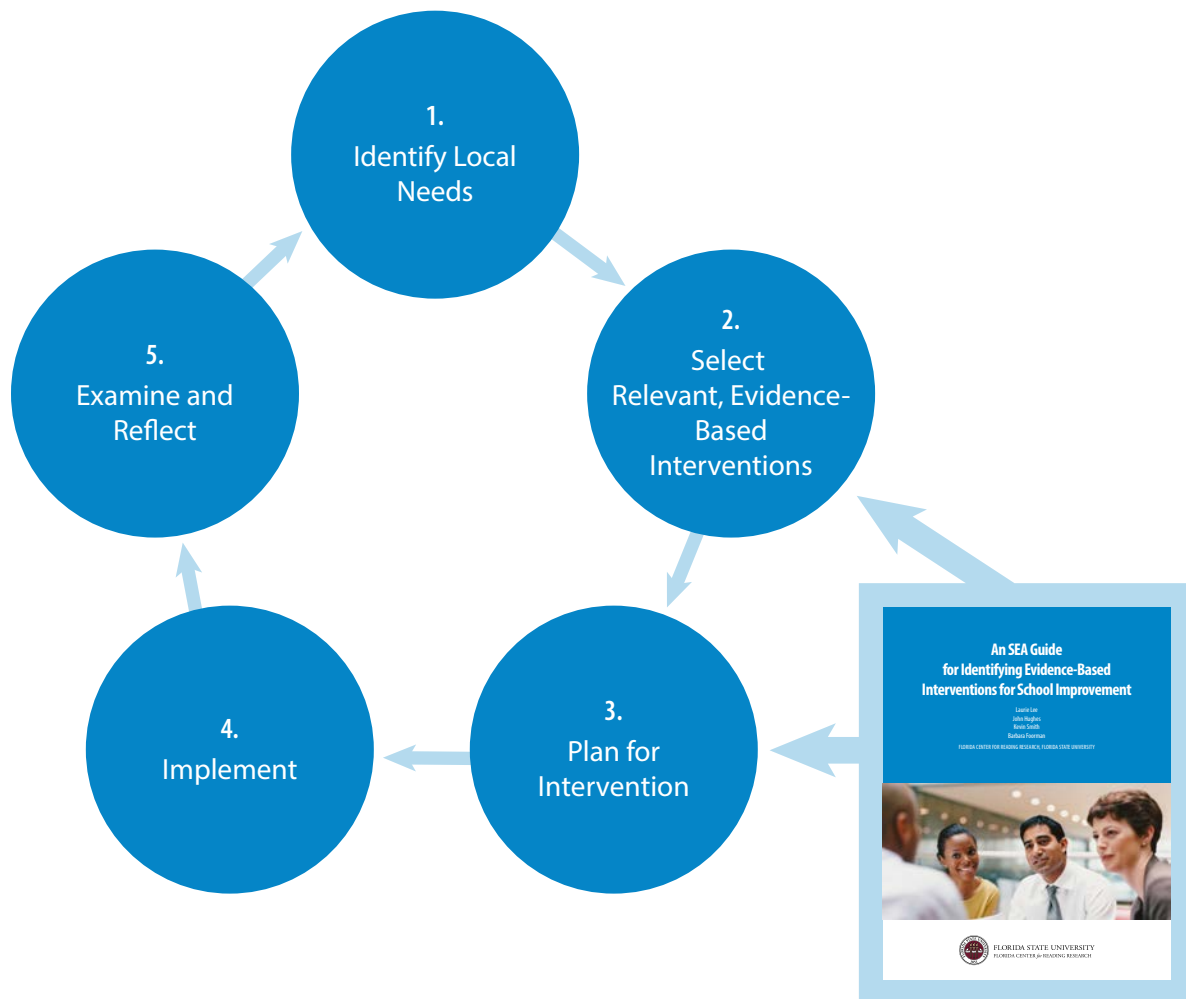 1.
Identify Local
Needs
2.
Select
Relevant, Evidence-
Based
Interventions
3.
Plan for
Intervention
4.
Implement
5.
Examine and
Reflect
An SEA Guide
for Identifying Evidence-Based
Interventions for School Improvement
Laurie Lee
John Hughes
Kevin Smith
Barbara Foorman
FLORIDA CENTER FOR READING RESEARCH, FLORIDA STATE UNIVERSITY
FLORIDA STATE UNIVERSITY
FLORIDA CENTER for READING RESEARCH